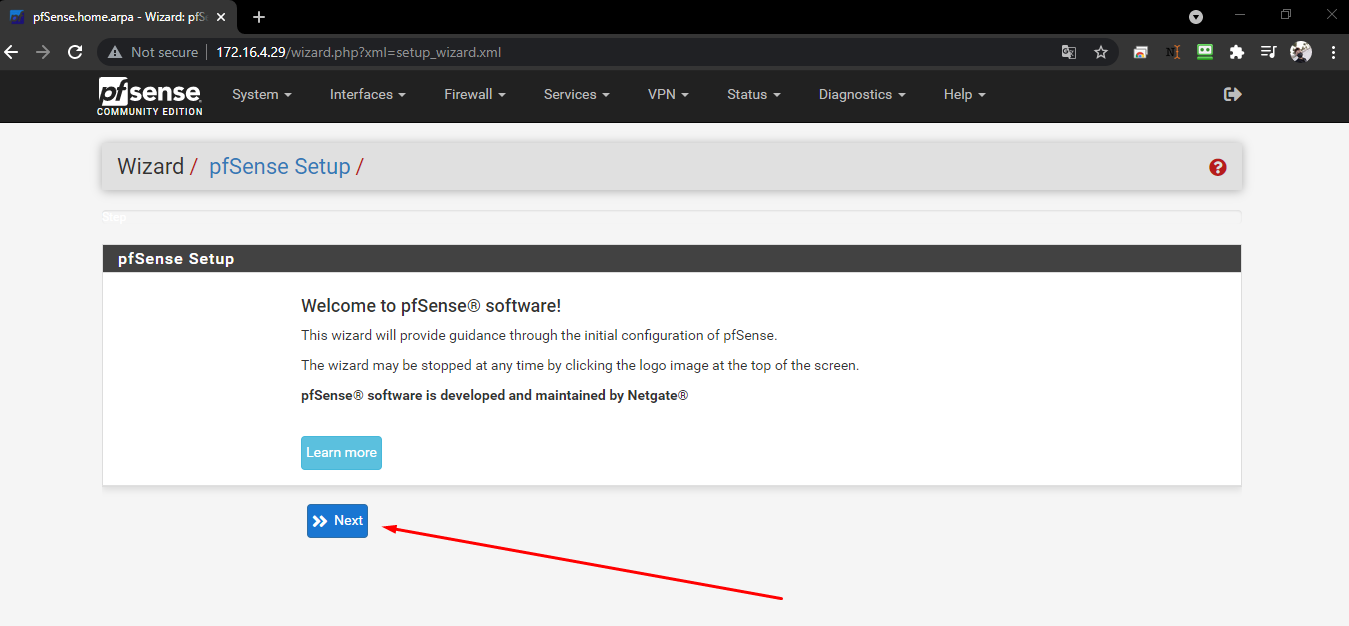 pfSense.home.arpa - Wizard: pfS
Not secure 172.16.4.29/wizard.php?xml=setup_wizard.xml
pfsense
COMMUNITY EDITION
System Interfaces Firewall Services VPN Status Diagnostics Help
Wizard / pfSense Setup /
Step
pfSense Setup
Welcome to pfSense® software!
This wizard will provide guidance through the initial configuration of pfSense.
The wizard may be stopped at any time by clicking the logo image at the top of the screen.
pfSense® software is developed and maintained by Netgate®
Learn more
Next